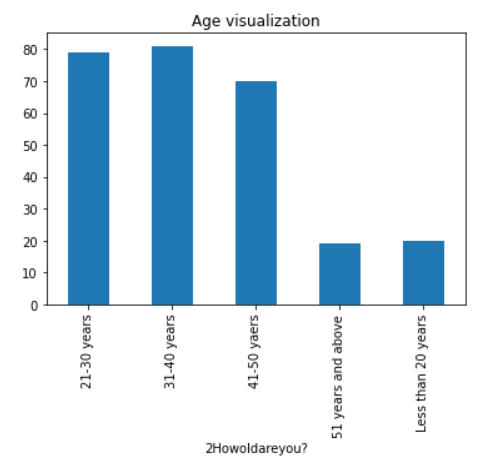 Age visualization
80
70
60
50
40
30
20
10
0
21-30 years
31-40 years
41-50 yaers
51 years and above
Less than 20 years
2Howoldareyou?